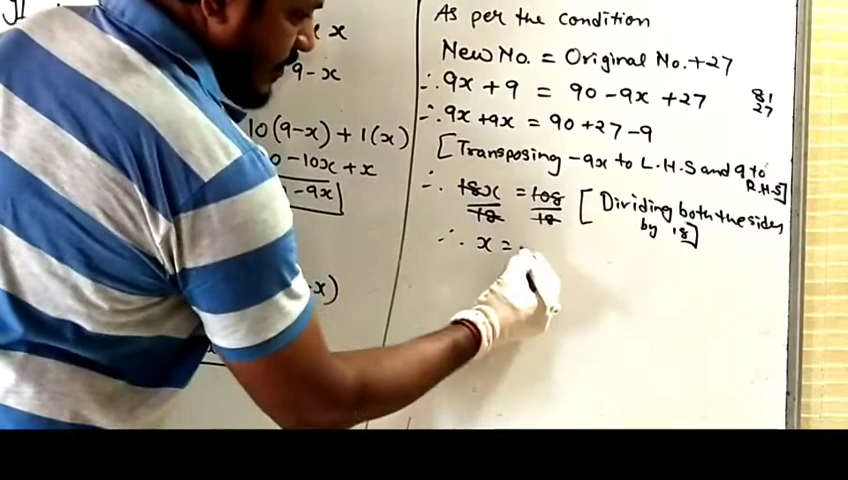 x
9 - x
10(9-x) + 1(x)
0 - 10x + x
- 9x
x)
As per the condition
New No. = Original No. + 27
∴ 9x + 9 = 90 - 9x + 27
81
27
∴ 9x + 9x = 90 + 27 - 9
[Transposing - 9x to L.H.S and 9 to R.H.S]
∴ 18x/18 = 108/18 [Dividing both the sides
by 18]
∴ x =